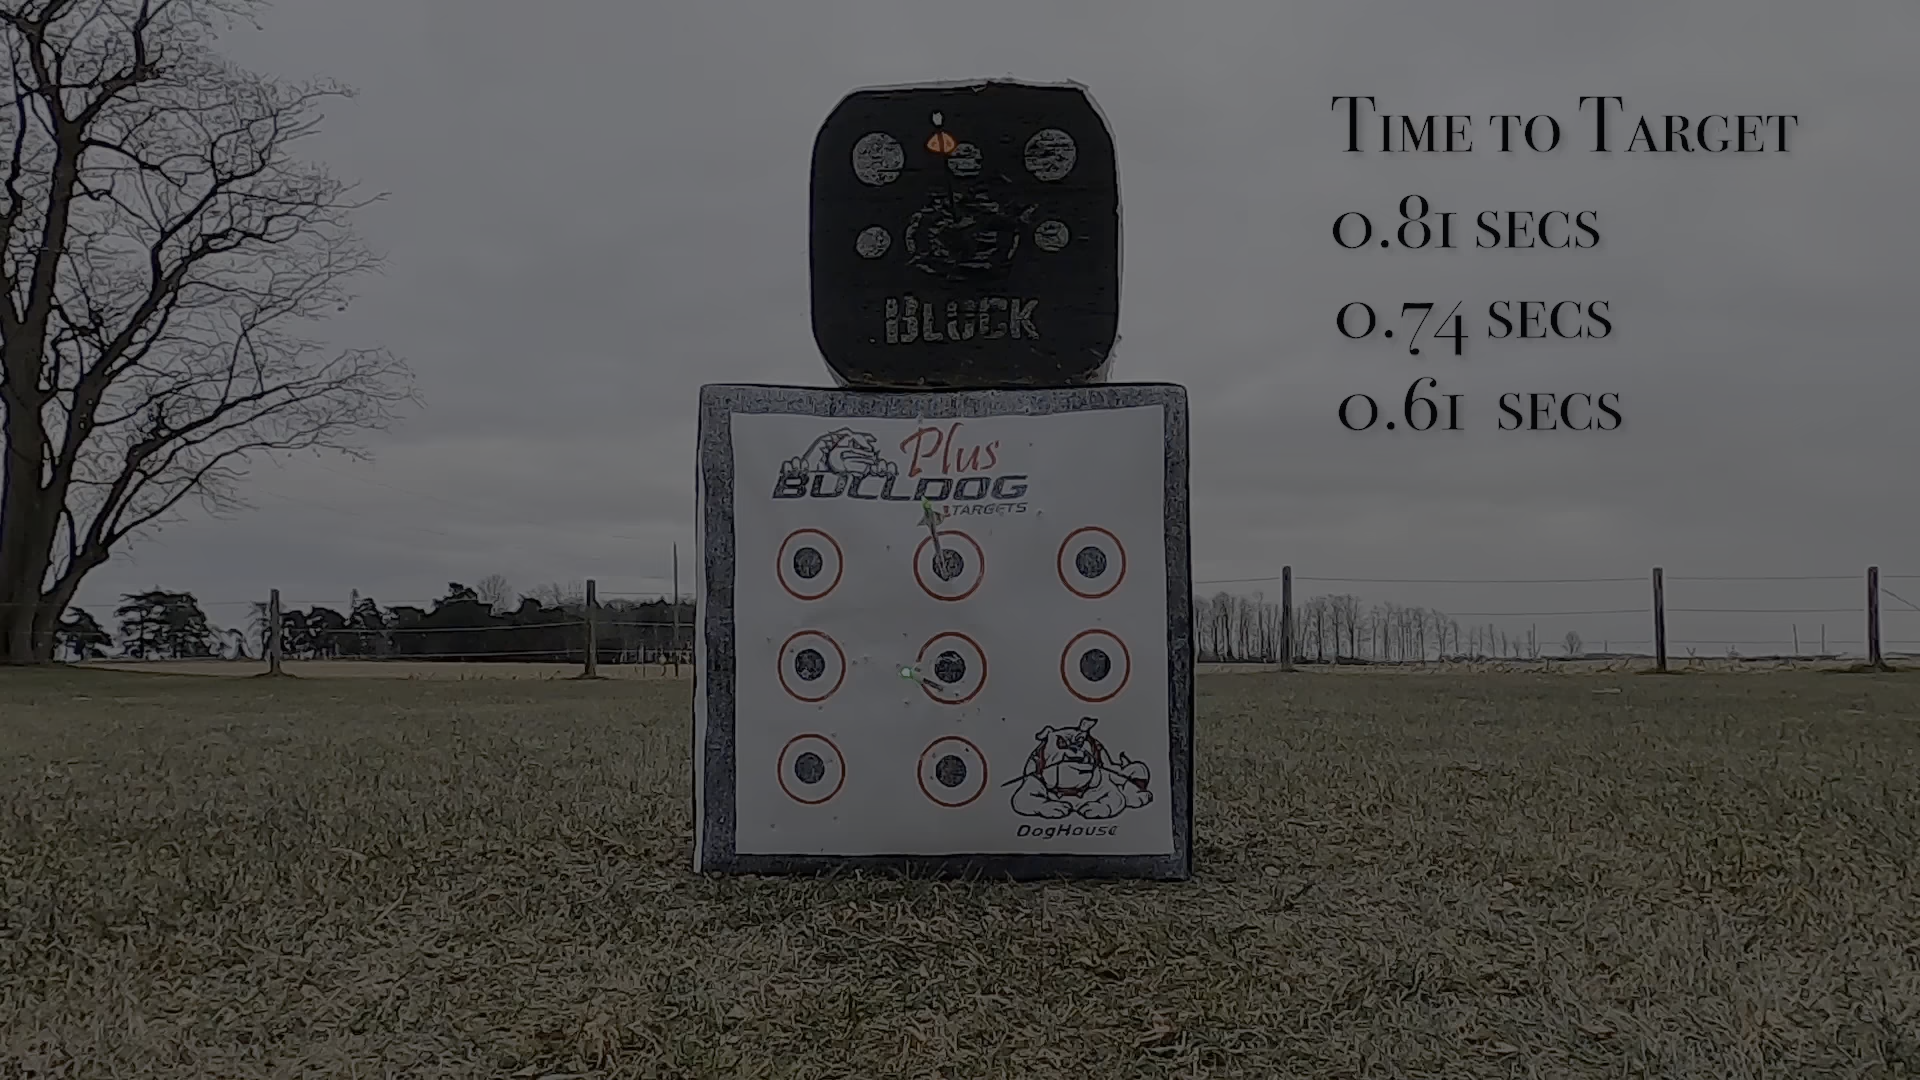 Time to Target
0.81 secs
0.74 secs
0.61 secs
BLOCK
Plus
BULLDOG
TARGETS
DogHouse